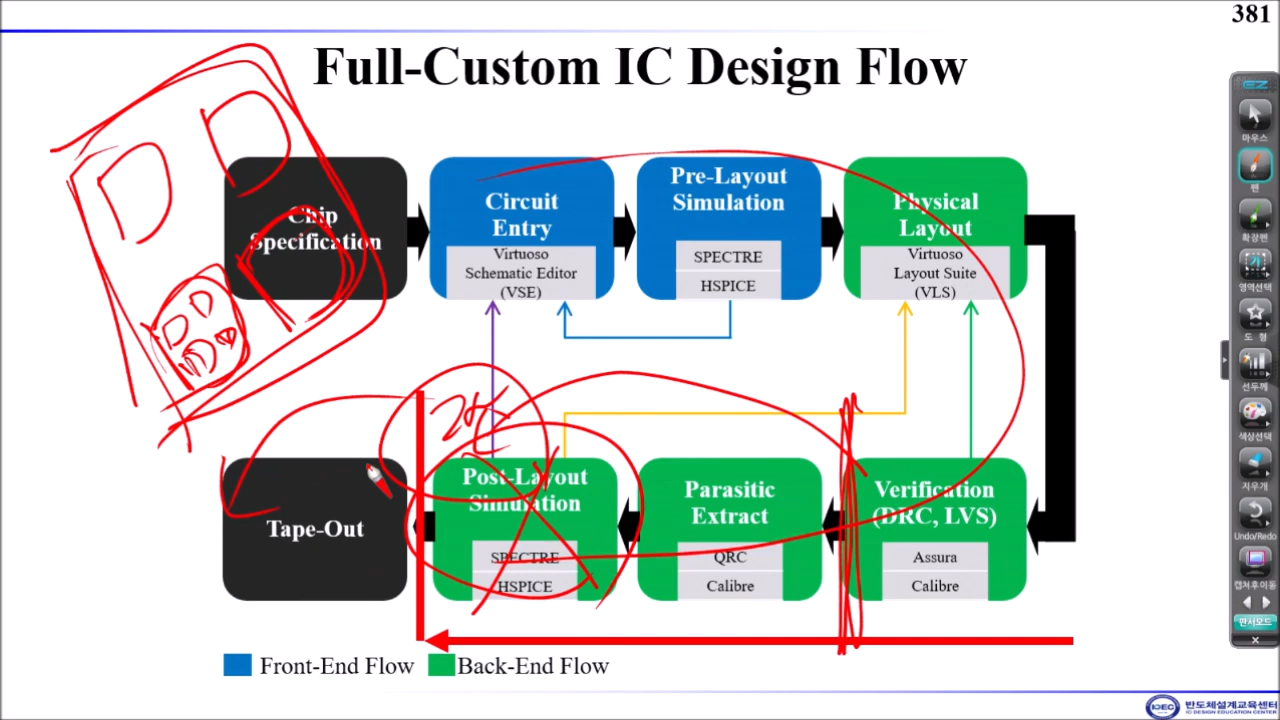 381
Full-Custom IC Design Flow
Chip
Specification
Circuit
Entry
Virtuoso
Schematic Editor
(VSE)
Pre-Layout
Simulation
SPECTRE
HSPICE
Physical
Layout
Virtuoso
Layout Suite
(VLS)
Tape-Out
Post-Layout
Simulation
SPECTRE
HSPICE
Parasitic
Extract
QRC
Calibre
Verification
(DRC, LVS)
Assura
Calibre
Front-End Flow
Back-End Flow
EZ
마우스
펜
확장펜
영역선택
도 형
선두께
색상선택
지우개
Undo/Redo
캡처후이동
판서모드
IDEC
반도체설계교육센터
IC DESIGN EDUCATION CENTER